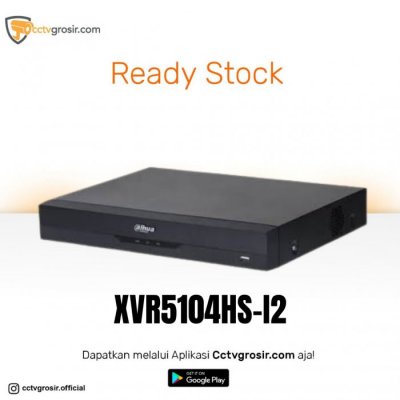 cctvgrosir.com
Ready Stock
alhua
XVR5104HS-I2
Dapatkan melalui Aplikasi Cctvgrosir.com aja!
GET IT ON
Google Play
cctvgrosir.official